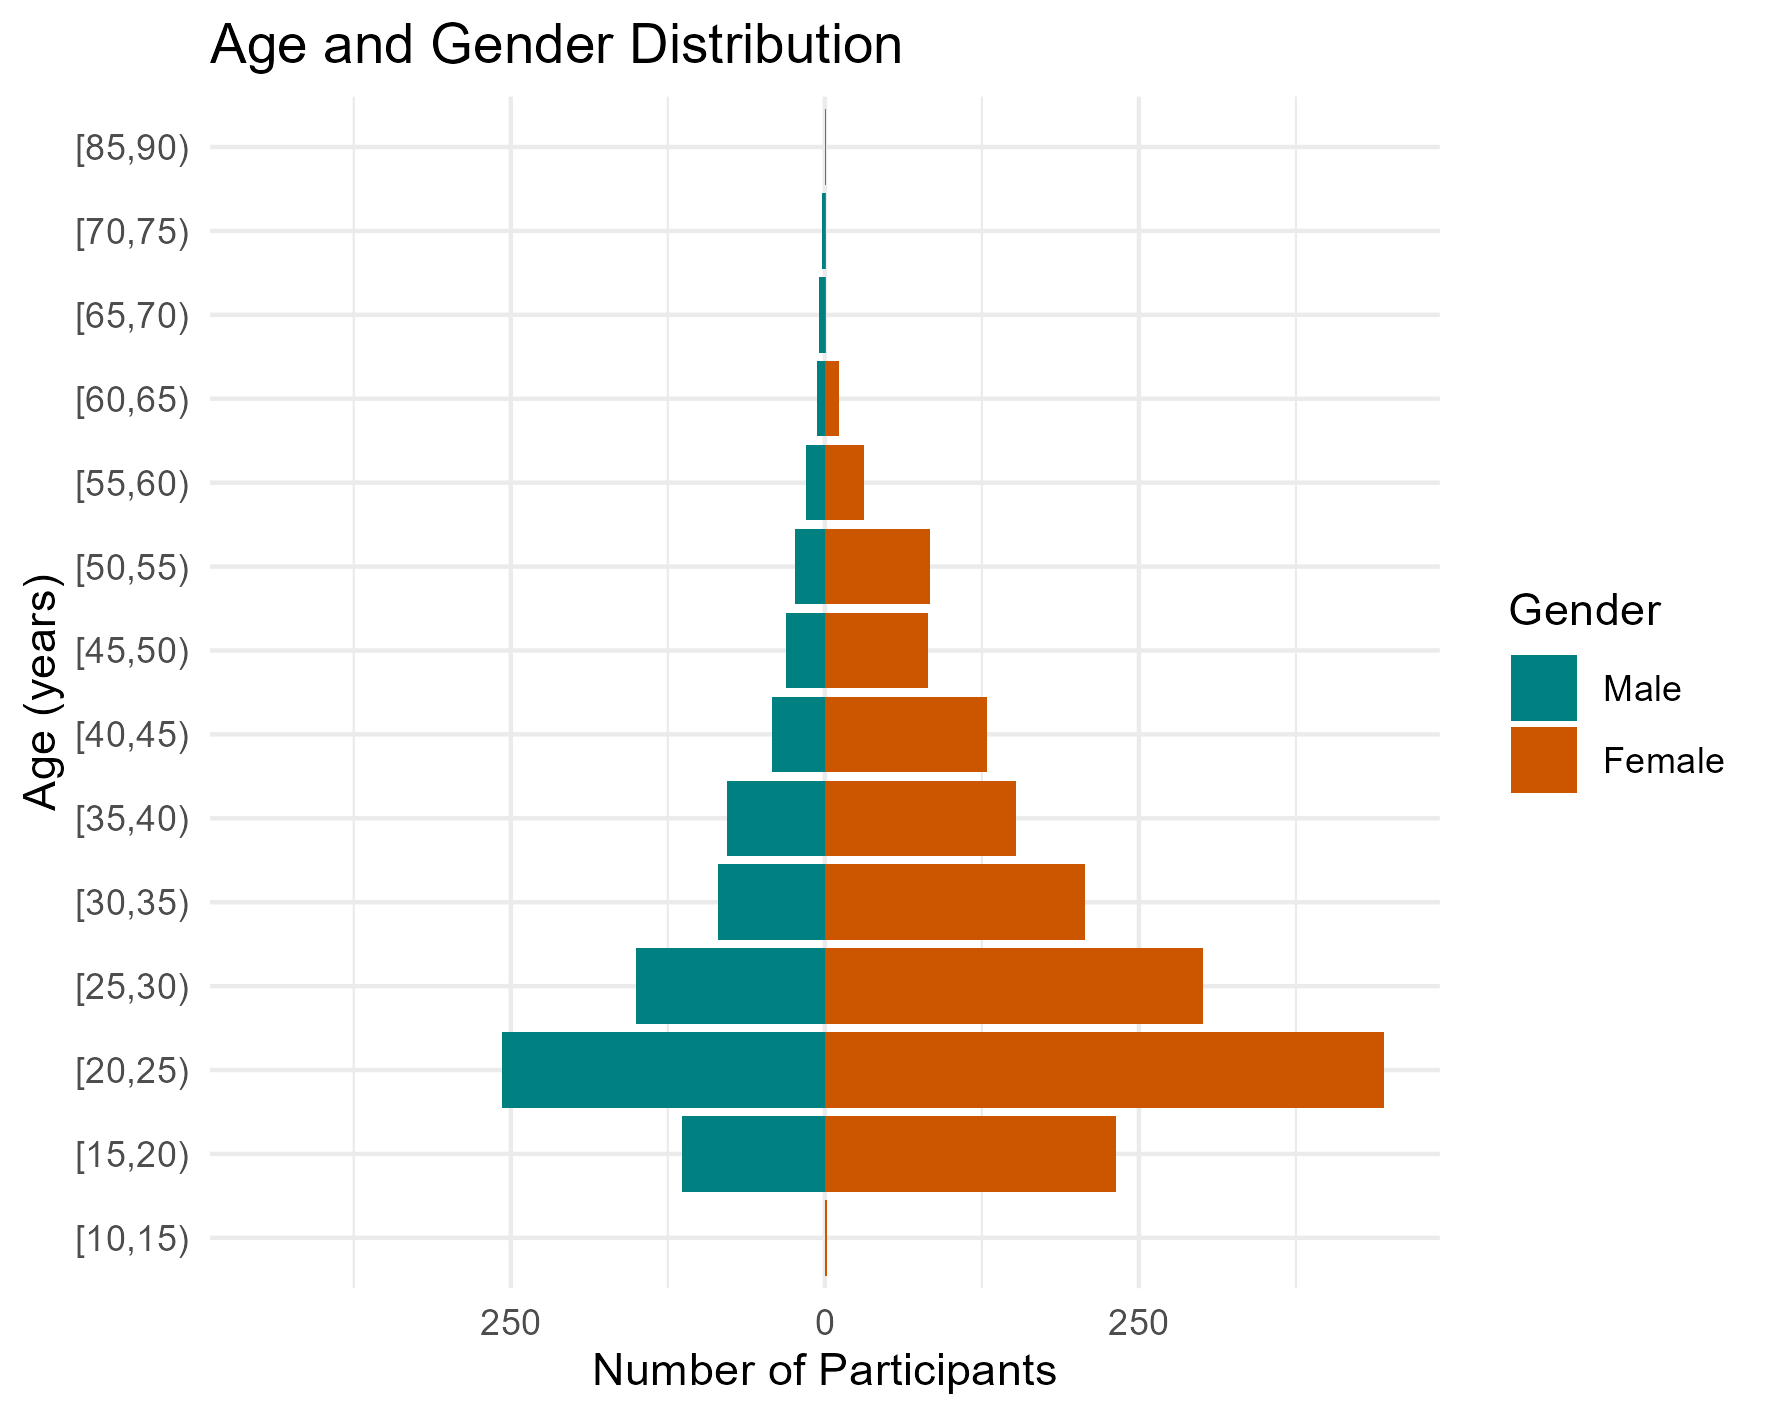 Age and Gender Distribution
[85,90)
[70,75)
[65,70)
[60,65)
[55,60)
[50,55)
[45,50)
[40,45)
[35,40)
[30,35)
[25,30)
[20,25)
[15,20)
[10,15)
Age (years)
250 0 250
Number of Participants
Gender
Male
Female